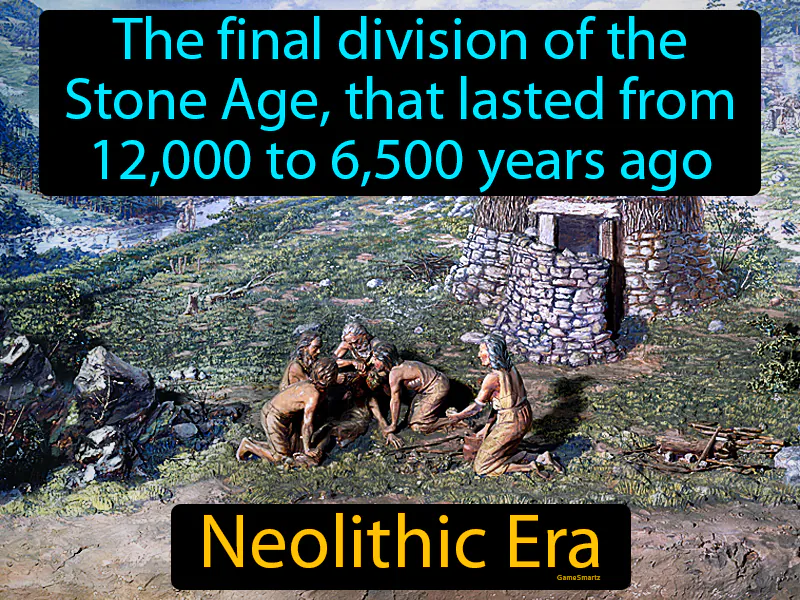 The final division of the
Stone Age, that lasted from
12,000 to 6,500 years ago
Neolithic Era
GameSmartz